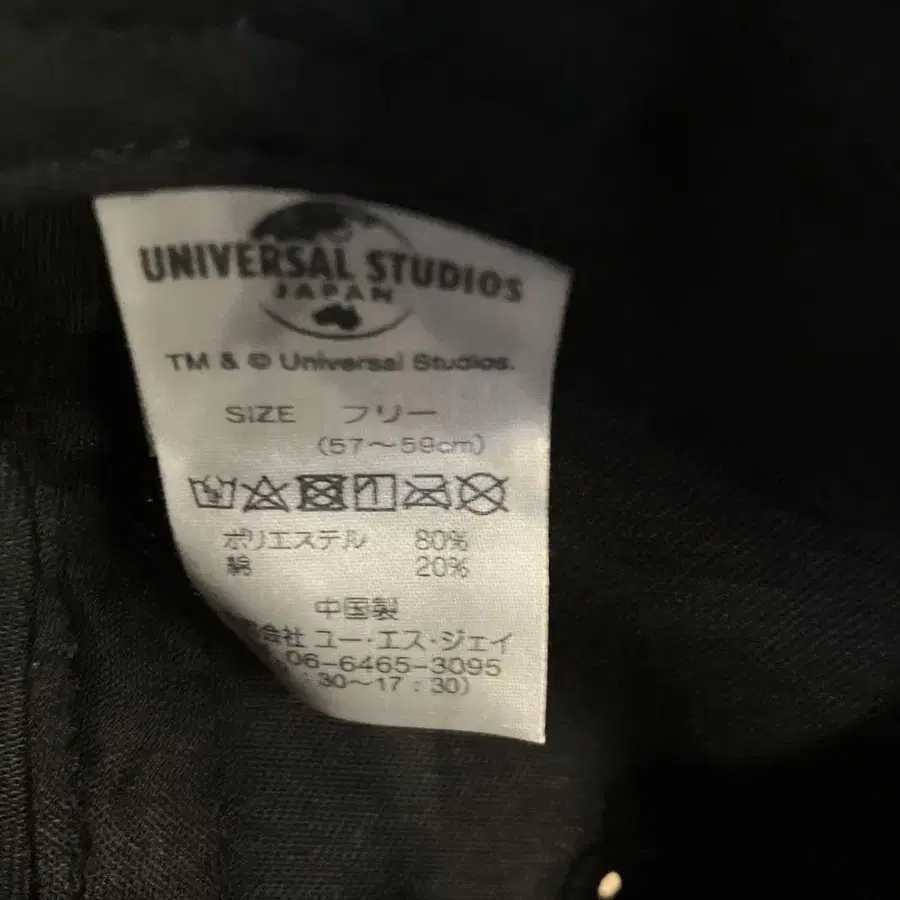 UNIVERSAL STUDIOS
JAPAN
TM & © Universal Studios.
SIZE フリー
(57〜59cm)
ポリエステル 80%
綿 20%
中国製
会社 ユー・エス・ジェイ
06-6465-3095
:30〜17:30)